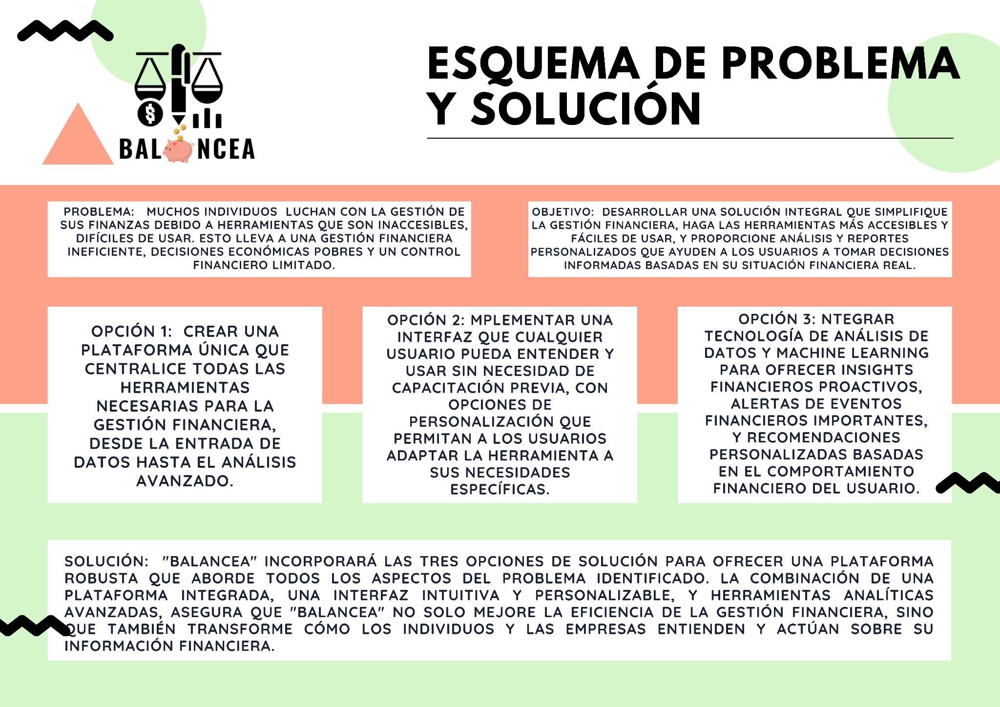 ESQUEMA DE PROBLEMA
Y SOLUCIÓN
$
BAL NCEA
PROBLEMA: MUCHOS INDIVIDUOS LUCHAN CON LA GESTIÓN DE
SUS FINANZAS DEBIDO A HERRAMIENTAS QUE SON INACCESIBLES,
DIFÍCILES DE USAR. ESTO LLEVA A UNA GESTIÓN FINANCIERA
INEFICIENTE, DECISIONES ECONÓMICAS POBRES Y UN CONTROL
FINANCIERO LIMITADO.
OBJETIVO: DESARROLLAR UNA SOLUCIÓN INTEGRAL QUE SIMPLIFIQUE
LA GESTIÓN FINANCIERA, HAGA LAS HERRAMIENTAS MÁS ACCESIBLES Y
FÁCILES DE USAR, Y PROPORCIONE ANÁLISIS Y REPORTES
PERSONALIZADOS QUE AYUDEN A LOS USUARIOS A TOMAR DECISIONES
INFORMADAS BASADAS EN SU SITUACIÓN FINANCIERA REAL.
OPCIÓN 1: CREAR UNA
PLATAFORMA ÚNICA QUE
CENTRALICE TODAS LAS
HERRAMIENTAS
NECESARIAS PARA LA
GESTIÓN FINANCIERA,
DESDE LA ENTRADA DE
DATOS HASTA EL ANÁLISIS
AVANZADO.
OPCIÓN 2: MPLEMENTAR UNA
INTERFAZ QUE CUALQUIER
USUARIO PUEDA ENTENDER Y
USAR SIN NECESIDAD DE
CAPACITACIÓN PREVIA, CON
OPCIONES DE
PERSONALIZACIÓN QUE
PERMITAN A LOS USUARIOS
ADAPTAR LA HERRAMIENTA A
SUS NECESIDADES
ESPECÍFICAS.
OPCIÓN 3: NTEGRAR
TECNOLOGÍA DE ANÁLISIS DE
DATOS Y MACHINE LEARNING
PARA OFRECER INSIGHTS
FINANCIEROS PROACTIVOS,
ALERTAS DE EVENTOS
FINANCIEROS IMPORTANTES,
Y RECOMENDACIONES
PERSONALIZADAS BASADAS
EN EL COMPORTAMIENTO
FINANCIERO DEL USUARIO.
SOLUCIÓN: "BALANCEA" INCORPORARÁ LAS TRES OPCIONES DE SOLUCIÓN PARA OFRECER UNA PLATAFORMA
ROBUSTA QUE ABORDE TODOS LOS ASPECTOS DEL PROBLEMA IDENTIFICADO. LA COMBINACIÓN DE UNA
PLATAFORMA INTEGRADA, UNA INTERFAZ INTUITIVA Y PERSONALIZABLE, Y HERRAMIENTAS ANALÍTICAS
AVANZADAS, ASEGURA QUE "BALANCEA" NO SOLO MEJORE LA EFICIENCIA DE LA GESTIÓN FINANCIERA, SINO
QUE TAMBIÉN TRANSFORME CÓMO LOS INDIVIDUOS Y LAS EMPRESAS ENTIENDEN Y ACTÚAN SOBRE SU
INFORMACIÓN FINANCIERA.